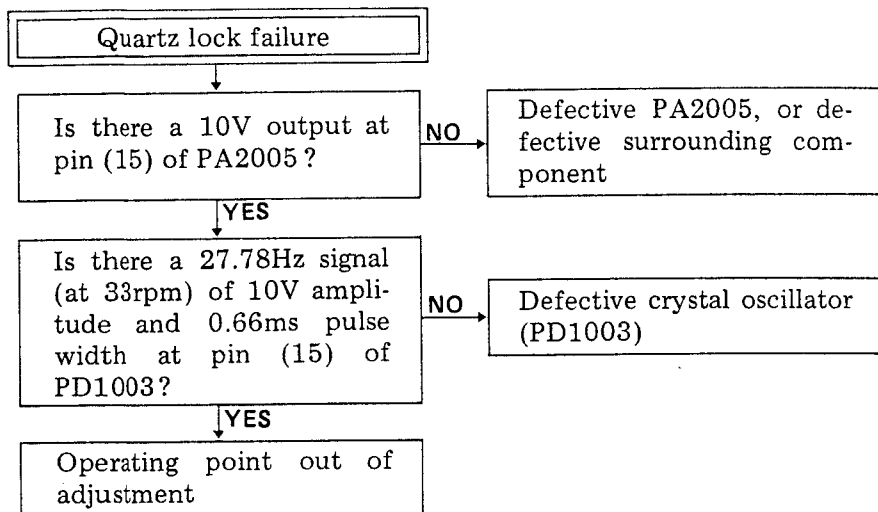 Quartz lock failure
Is there a 10V output at
pin (15) of PA2005?
NO
Defective PA2005, or de-
fective surrounding com-
ponent
YES
Is there a 27.78Hz signal
(at 33rpm) of 10V ampli-
tude and 0.66ms pulse
width at pin (15) of
PD1003?
NO
Defective crystal oscillator
(PD1003)
YES
Operating point out of
adjustment